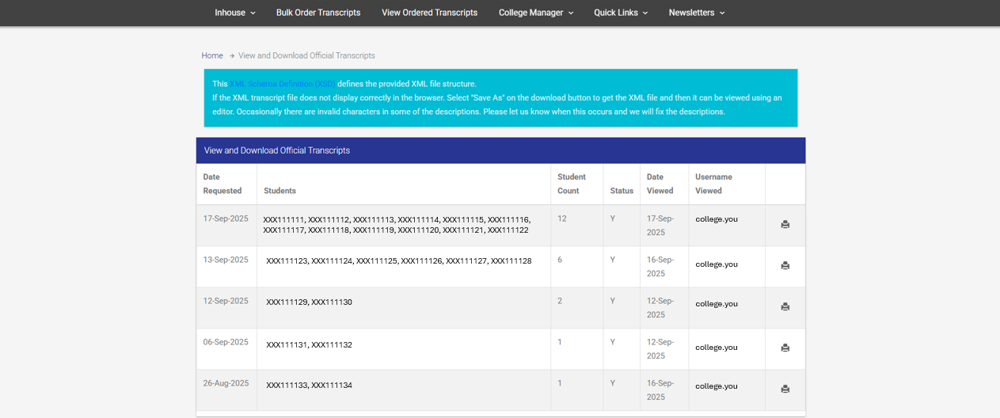 Inhouse Bulk Order Transcripts View Ordered Transcripts College Manager Quick Links Newsletters
Home → View and Download Official Transcripts
This XML Schema Definition (XSD) defines the provided XML file structure.
If the XML transcript file does not display correctly in the browser. Select "Save As" on the download button to get the XML file and then it can be viewed using an
editor. Occasionally there are invalid characters in some of the descriptions. Please let us know when this occurs and we will fix the descriptions.
View and Download Official Transcripts
Date Requested Students Student Count Status Date Viewed Username Viewed
17-Sep-2025 XXX111111, XXX111112, XXX111113, XXX111114, XXX111115, XXX111116, 12 Y 17-Sep- college.you
XXX111117, XXX111118, XXX111119, XXX111120, XXX111121, XXX111122 2025
13-Sep-2025 XXX111123, XXX111124, XXX111125, XXX111126, XXX111127, XXX111128 6 Y 16-Sep- college.you
2025
12-Sep-2025 XXX111129, XXX111130 2 Y 12-Sep- college.you
2025
06-Sep-2025 XXX111131, XXX111132 1 Y 12-Sep- college.you
2025
26-Aug-2025 XXX111133, XXX111134 1 Y 16-Sep- college.you
2025